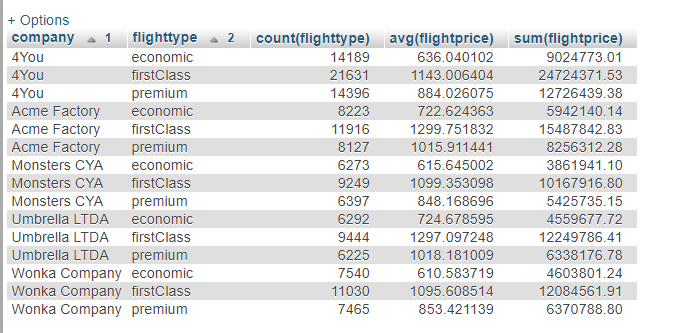 + Options
company 1 flighttype 2 count(flighttype) avg(flightprice) sum(flightprice)
4You economic 14189 636.040102 9024773.01
4You firstClass 21631 1143.006404 24724371.53
4You premium 14396 884.026075 12726439.38
Acme Factory economic 8223 722.624363 5942140.14
Acme Factory firstClass 11916 1299.751832 15487842.83
Acme Factory premium 8127 1015.911441 8256312.28
Monsters CYA economic 6273 615.645002 3861941.10
Monsters CYA firstClass 9249 1099.353098 10167916.80
Monsters CYA premium 6397 848.168696 5425735.15
Umbrella LTDA economic 6292 724.678595 4559677.72
Umbrella LTDA firstClass 9444 1297.097248 12249786.41
Umbrella LTDA premium 6225 1018.181009 6338176.78
Wonka Company economic 7540 610.583719 4603801.24
Wonka Company firstClass 11030 1095.608514 12084561.91
Wonka Company premium 7465 853.421139 6370788.80